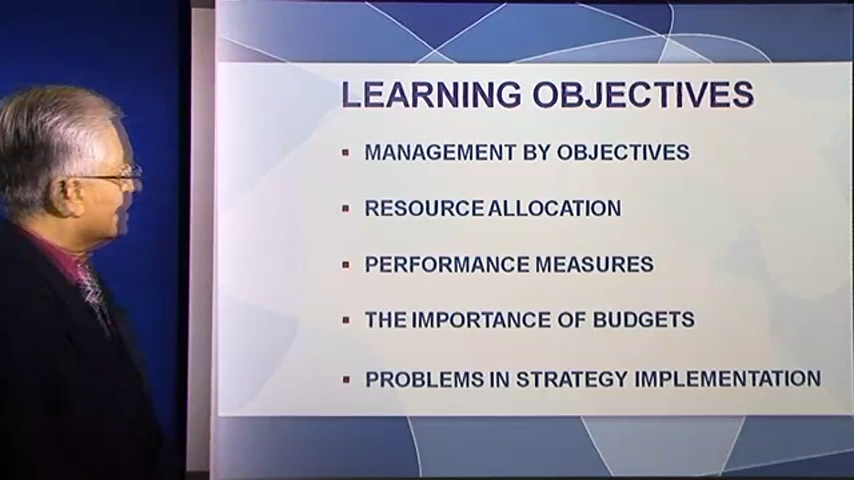 LEARNING OBJECTIVES
MANAGEMENT BY OBJECTIVES
RESOURCE ALLOCATION
PERFORMANCE MEASURES
THE IMPORTANCE OF BUDGETS
PROBLEMS IN STRATEGY IMPLEMENTATION